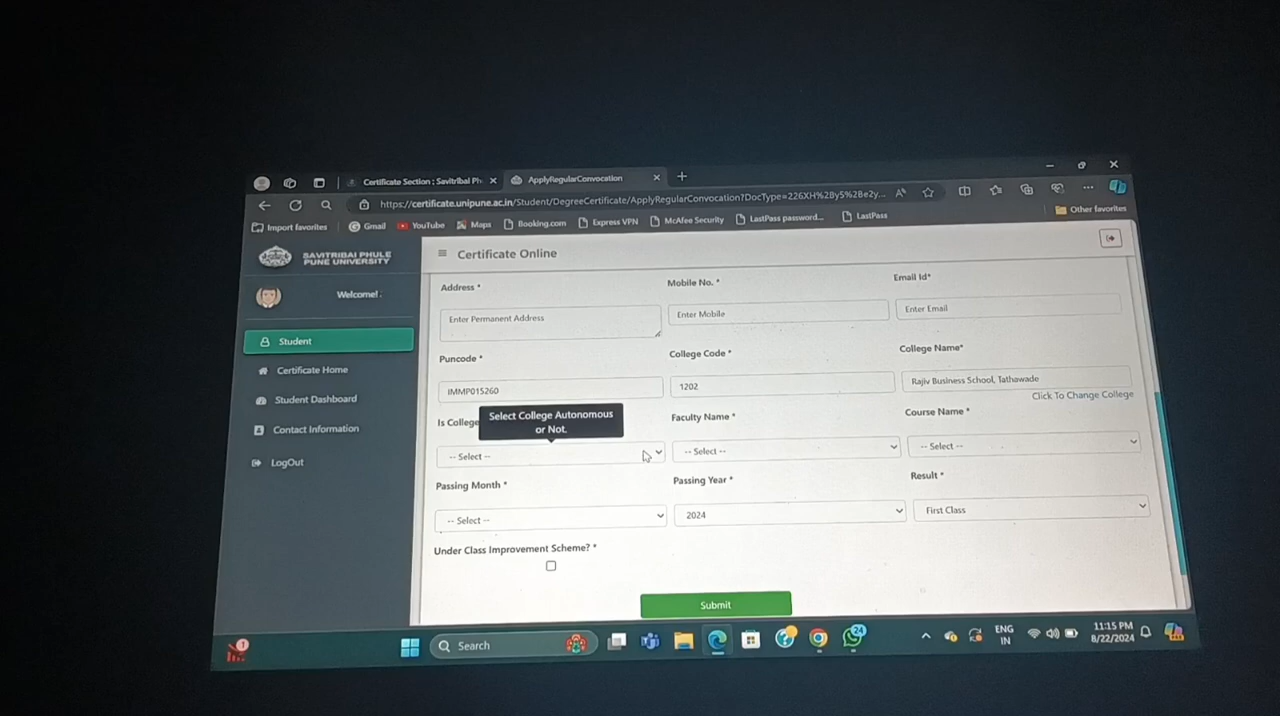 Certificate Section ; Savitribai Ph
ApplyRegularConvocation
https://certificate.unipune.ac.in/Student/DegreeCertificate/ApplyRegularConvocation?DocType=226XH%2By5%2Be2y...
Import favorites
Gmail
YouTube
Maps
Booking.com
Express VPN
McAfee Security
LastPass password...
LastPass
Other favorites
SAVITRIBAI PHULE
PUNE UNIVERSITY
Welcome! .
Student
Certificate Home
Student Dashboard
Contact Information
LogOut
Certificate Online
Address *
Mobile No. *
Email Id*
Enter Permanent Address
Enter Mobile
Enter Email
Puncode *
College Code *
College Name*
IMMP015260
1202
Rajiv Business School, Tathawade
Click To Change College
Is College
Select College Autonomous
or Not.
Faculty Name *
Course Name *
-- Select --
-- Select --
-- Select --
Passing Month *
Passing Year *
Result *
-- Select --
2024
First Class
Under Class Improvement Scheme? *
Submit
1
Search
24
ENG
IN
11:15 PM
8/22/2024